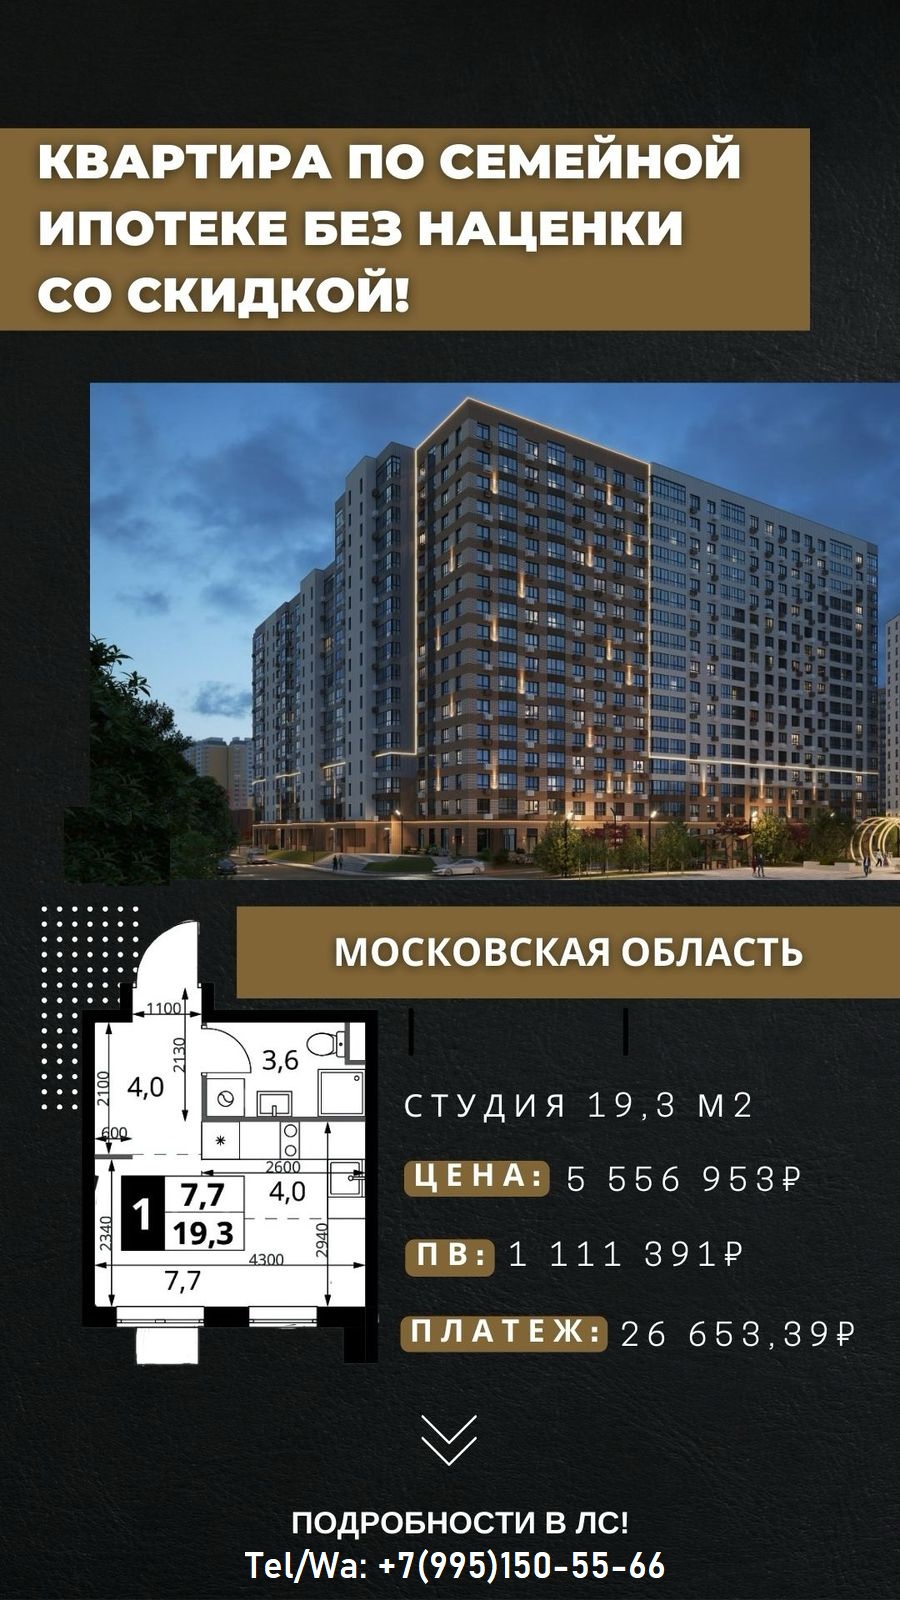 КВАРТИРА ПО СЕМЕЙНОЙ
ИПОТЕКЕ БЕЗ НАЦЕНКИ
СО СКИДКОЙ!
МОСКОВСКАЯ ОБЛАСТЬ
1100
2130
3,6
2100
4,0
600
2600
4,0
1
7,7
19,3
2340
2940
4300
7,7
СТУДИЯ 19,3 М2
ЦЕНА: 5 556 953₽
ПВ: 1 111 391₽
ПЛАТЕЖ: 26 653,39₽
ПОДРОБНОСТИ В ЛС!
Tel/Wa: +7(995)150-55-66